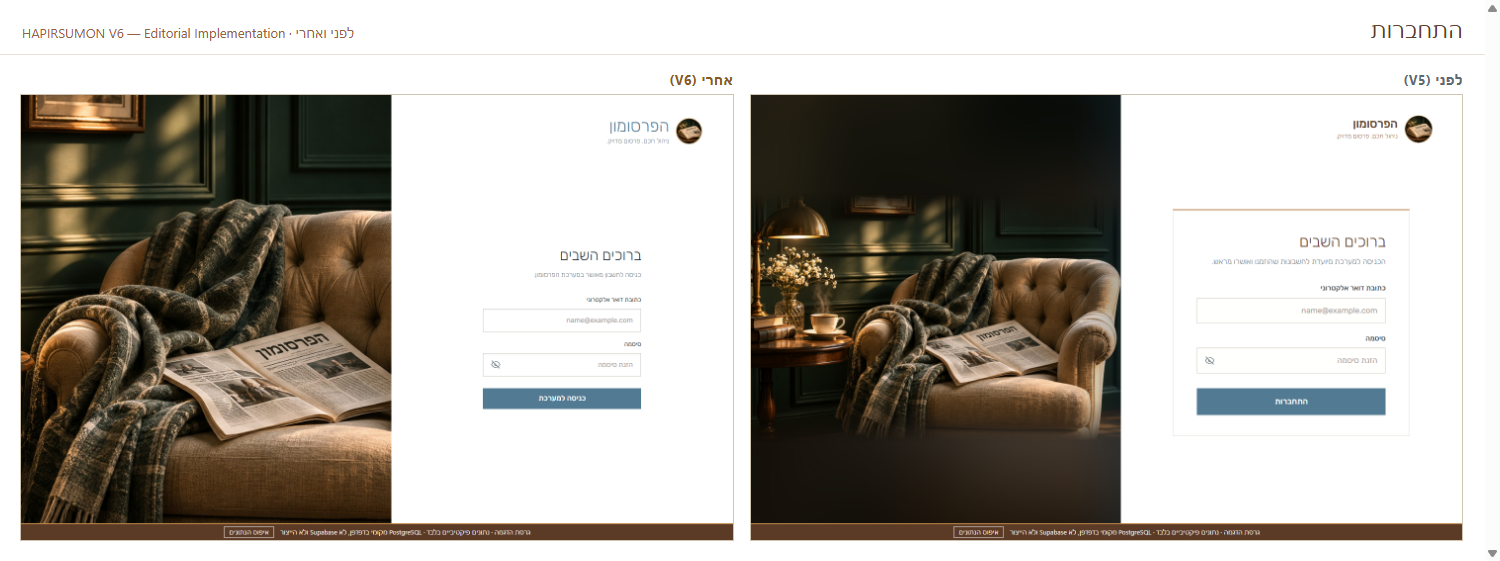 התחברות
HAPIRSUMON V6 — Editorial Implementation · לפני ואחרי
לפני (V5)
הפרסומון
ניהול חכם. פרסום מדויק.
ברוכים השבים
הכניסה למערכת מיועדת לחשבונות שהוזמנו ואושרו מראש.
כתובת דואר אלקטרוני
name@example.com
סיסמה
הזנת סיסמה
התחברות
הפרסומון
גרסת הדגמה · נתונים פיקטיביים בלבד · PostgreSQL מקומי בדפדפן, לא Supabase ולא הייצור
איפוס הנתונים
אחרי (V6)
הפרסומון
ניהול חכם. פרסום מדויק.
ברוכים השבים
כניסה לחשבון מאושר במערכת הפרסומון
כתובת דואר אלקטרוני
name@example.com
סיסמה
הזנת סיסמה
כניסה למערכת
הפרסומון
גרסת הדגמה · נתונים פיקטיביים בלבד · PostgreSQL מקומי בדפדפן, לא Supabase ולא הייצור
איפוס הנתונים